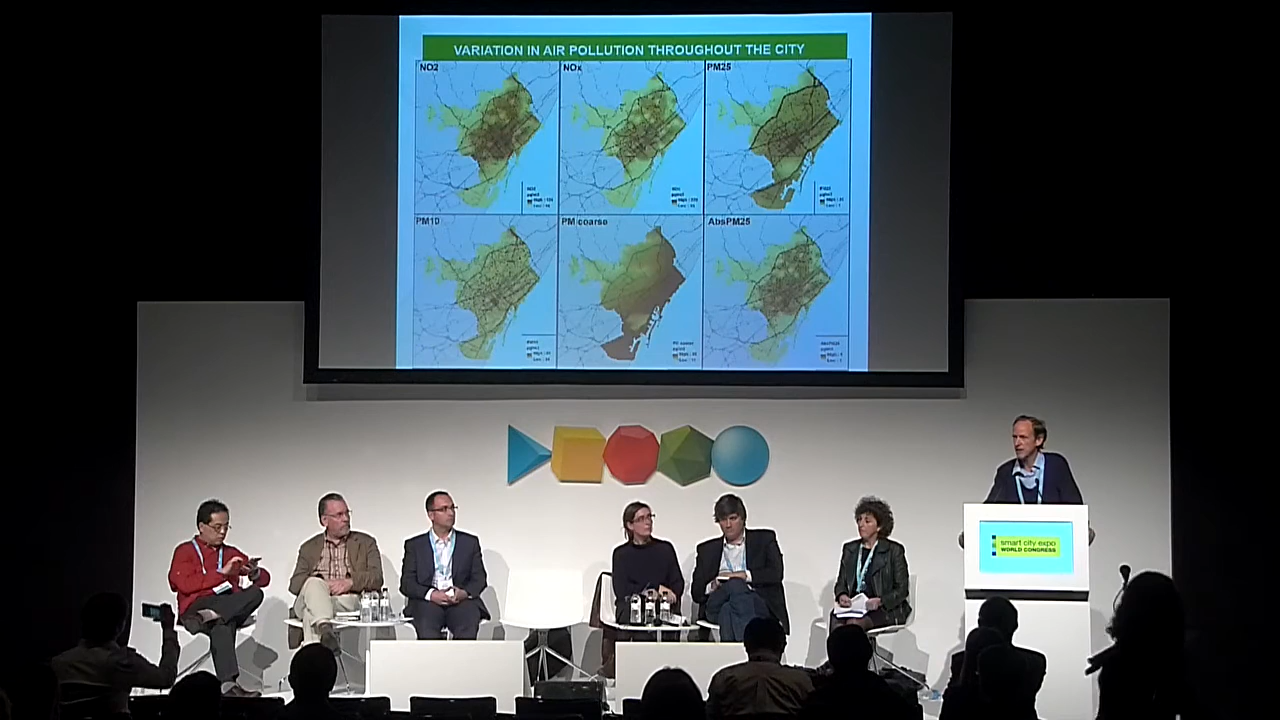 VARIATION IN AIR POLLUTION THROUGHOUT THE CITY
NO2
NOx
PM25
PM10
PM coarse
AbsPM25
smart city expo
WORLD CONGRESS